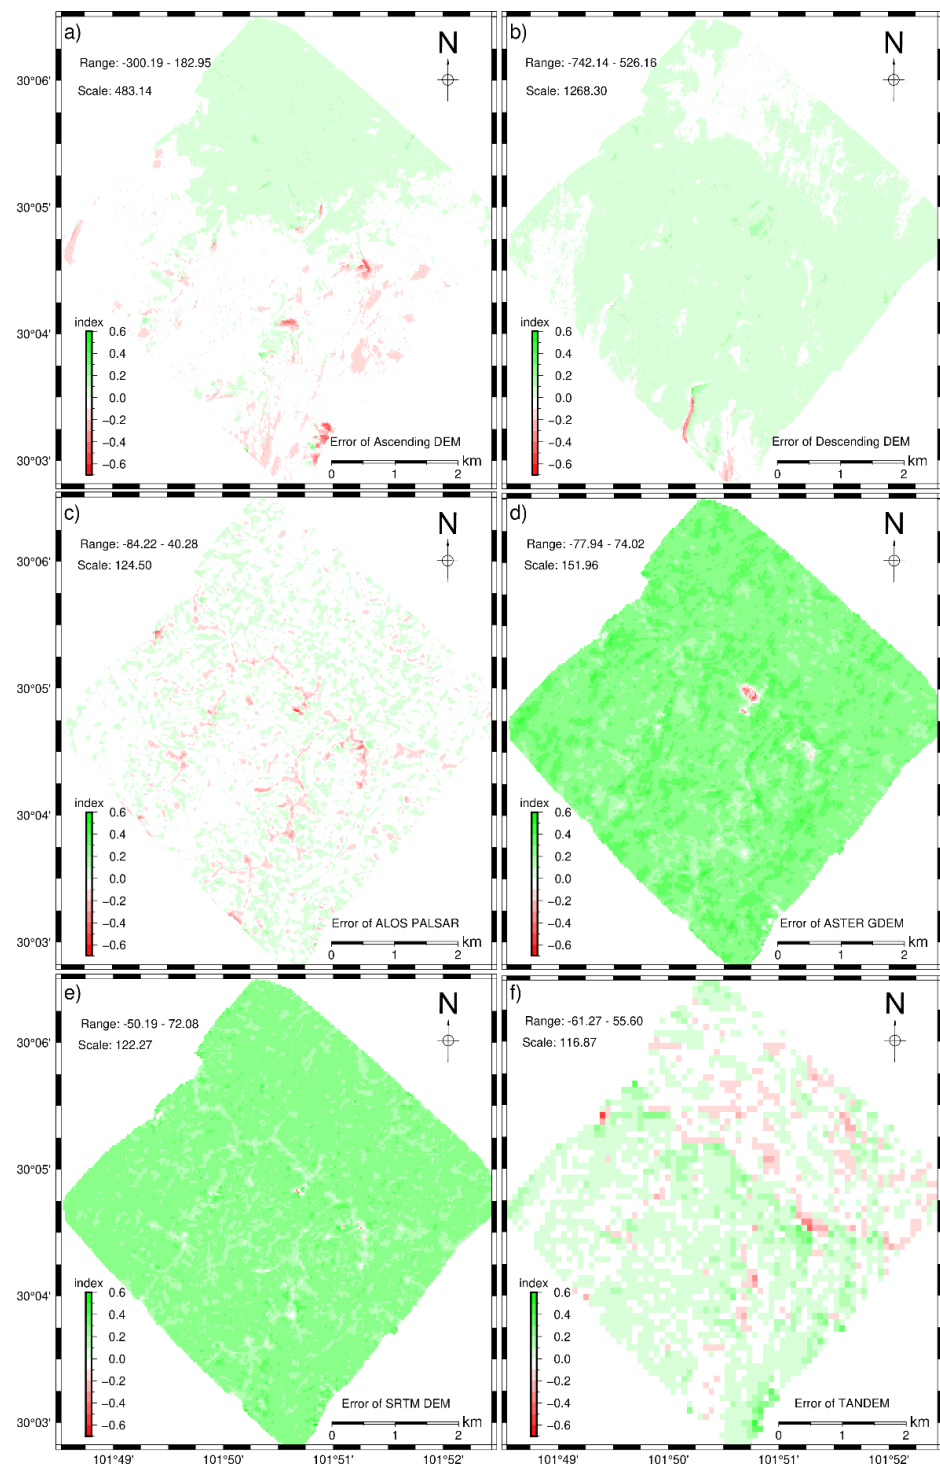 a)
N
Range: -300.19 - 182.95
Scale: 483.14
30°06'
30°05'
30°04'
30°03'
index
0.6
0.4
0.2
0.0
−0.2
−0.4
−0.6
Error of Ascending DEM
km
0 1 2
b)
N
Range: -742.14 - 526.16
Scale: 1268.30
index
0.6
0.4
0.2
0.0
−0.2
−0.4
−0.6
Error of Descending DEM
km
0 1 2
c)
N
Range: -84.22 - 40.28
Scale: 124.50
30°06'
30°05'
30°04'
30°03'
index
0.6
0.4
0.2
0.0
−0.2
−0.4
−0.6
Error of ALOS PALSAR
km
0 1 2
d)
N
Range: -77.94 - 74.02
Scale: 151.96
index
0.6
0.4
0.2
0.0
−0.2
−0.4
−0.6
Error of ASTER GDEM
km
0 1 2
e)
N
Range: -50.19 - 72.08
Scale: 122.27
30°06'
30°05'
30°04'
30°03'
index
0.6
0.4
0.2
0.0
−0.2
−0.4
−0.6
Error of SRTM DEM
km
0 1 2
101°49' 101°50' 101°51' 101°52'
f)
N
Range: -61.27 - 55.60
Scale: 116.87
index
0.6
0.4
0.2
0.0
−0.2
−0.4
−0.6
Error of TANDEM
km
0 1 2
101°49' 101°50' 101°51' 101°52'